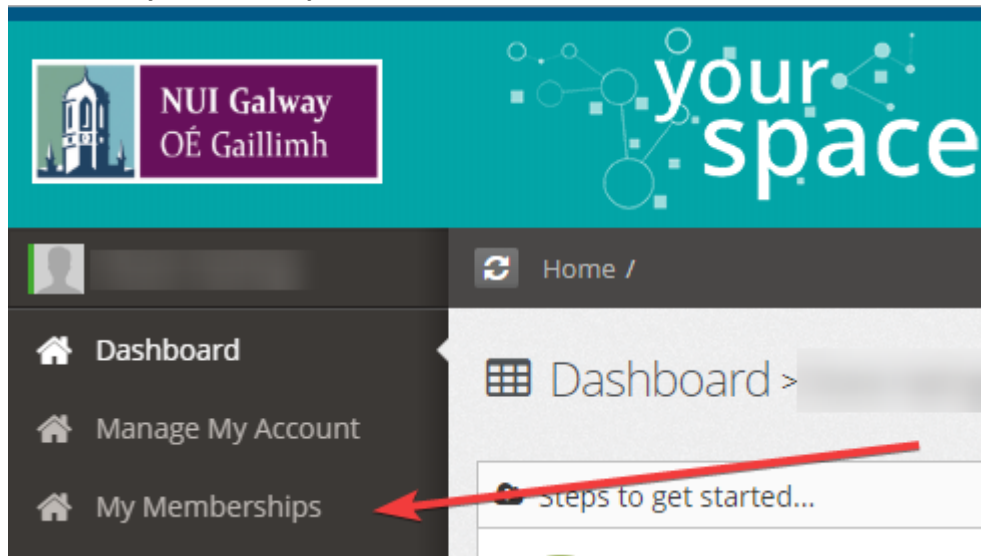 NUI Galway
OÉ Gaillimh
your
space
Home /
Dashboard
Dashboard >
Manage My Account
My Memberships
Steps to get started...